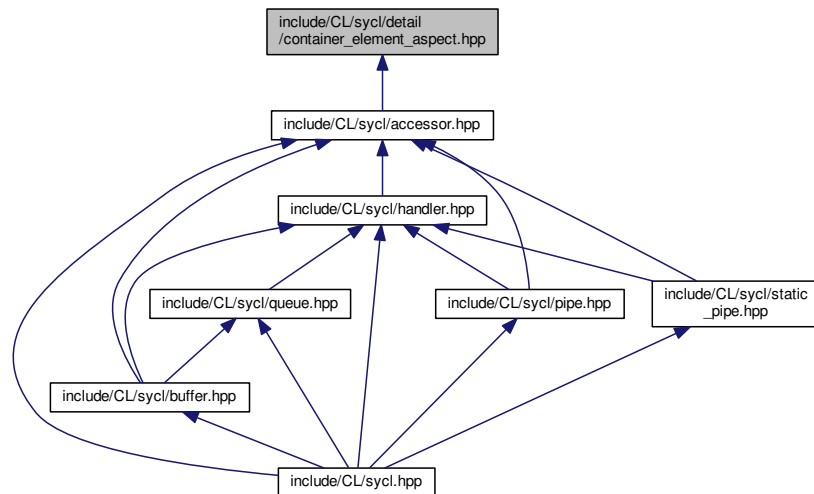 include/CL/sycl/detail
/container_element_aspect.hpp
include/CL/sycl/accessor.hpp
include/CL/sycl/handler.hpp
include/CL/sycl/queue.hpp
include/CL/sycl/pipe.hpp
include/CL/sycl/static
_pipe.hpp
include/CL/sycl/buffer.hpp
include/CL/sycl.hpp